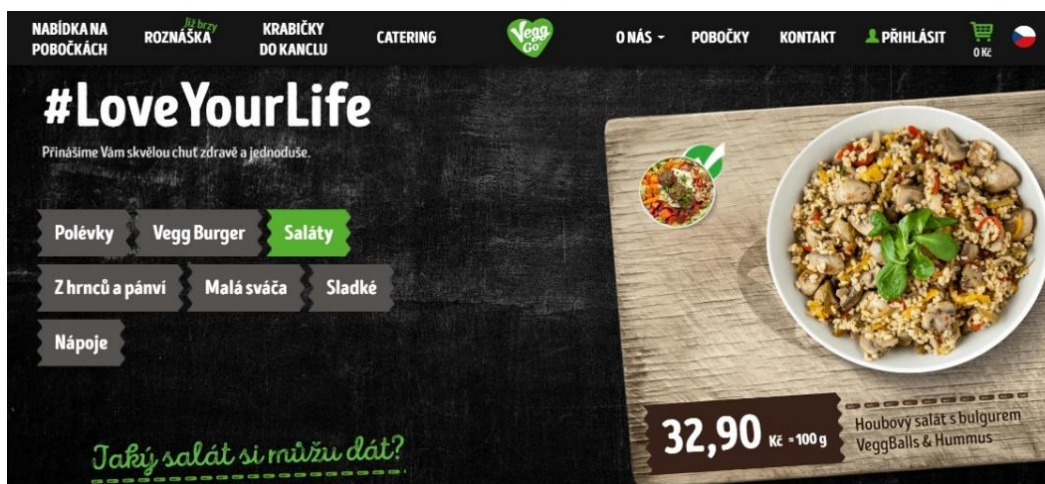 NABÍDKA NA
POBOČKÁCH
Již brzy
ROZNÁŠKA
KRABIČKY
DO KANCLU
CATERING
Vegg
Go
O NÁS
POBOČKY
KONTAKT
PŘIHLÁSIT
0 Kč
#LoveYourLife
Přinášíme Vám skvělou chuť zdravě a jednoduše.
Polévky
Vegg Burger
Saláty
Z hrnců a pánví
Malá sváča
Sladké
Nápoje
Jaký salát si můžu dát?
32,90 Kč = 100 g
Houbový salát s bulgurem
VeggBalls & Hummus